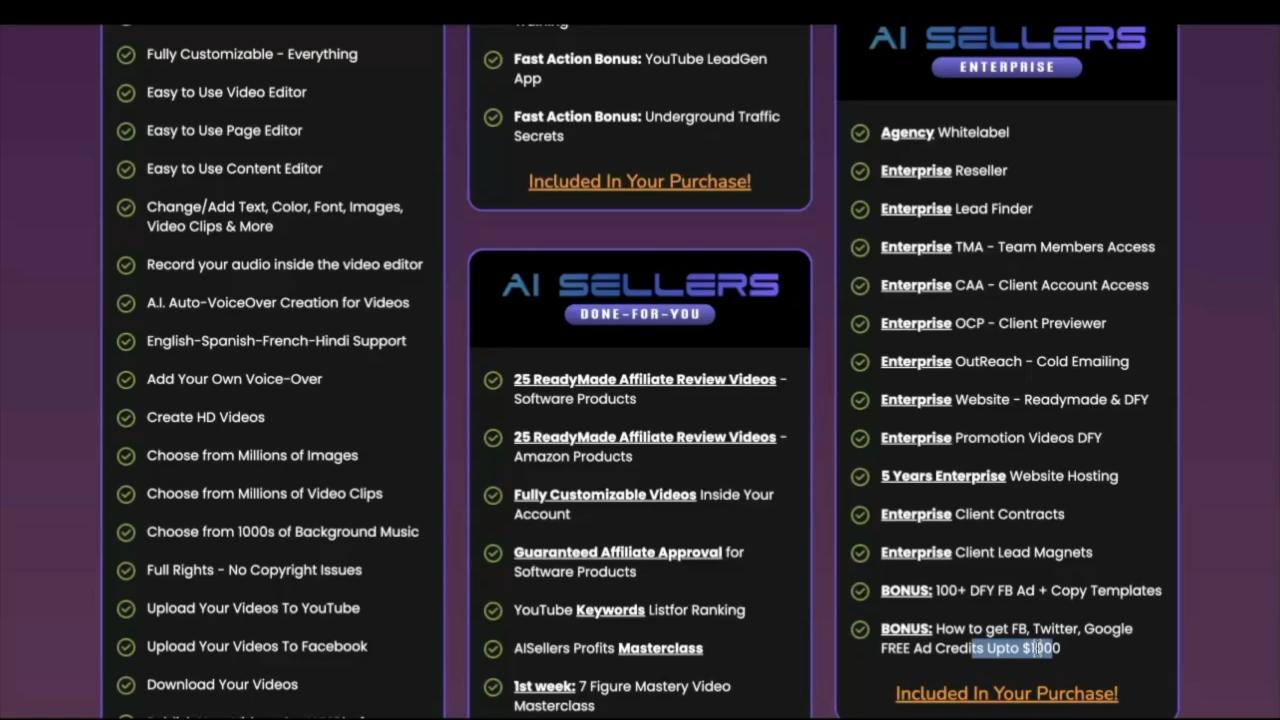 Fully Customizable - Everything
Easy to Use Video Editor
Easy to Use Page Editor
Easy to Use Content Editor
Change/Add Text, Color, Font, Images,
Video Clips & More
Record your audio inside the video editor
A.I. Auto-VoiceOver Creation for Videos
English-Spanish-French-Hindi Support
Add Your Own Voice-Over
Create HD Videos
Choose from Millions of Images
Choose from Millions of Video Clips
Choose from 1000s of Background Music
Full Rights - No Copyright Issues
Upload Your Videos To YouTube
Upload Your Videos To Facebook
Download Your Videos
Fast Action Bonus: YouTube LeadGen
App
Fast Action Bonus: Underground Traffic
Secrets
Included In Your Purchase!
AI SELLERS
DONE-FOR-YOU
25 ReadyMade Affiliate Review Videos -
Software Products
25 ReadyMade Affiliate Review Videos -
Amazon Products
Fully Customizable Videos Inside Your
Account
Guaranteed Affiliate Approval for
Software Products
YouTube Keywords Listfor Ranking
AISellers Profits Masterclass
1st week: 7 Figure Mastery Video
Masterclass
AI SELLERS
ENTERPRISE
Agency Whitelabel
Enterprise Reseller
Enterprise Lead Finder
Enterprise TMA - Team Members Access
Enterprise CAA - Client Account Access
Enterprise OCP - Client Previewer
Enterprise OutReach - Cold Emailing
Enterprise Website - Readymade & DFY
Enterprise Promotion Videos DFY
5 Years Enterprise Website Hosting
Enterprise Client Contracts
Enterprise Client Lead Magnets
BONUS: 100+ DFY FB Ad + Copy Templates
BONUS: How to get FB, Twitter, Google
FREE Ad Credits Upto $1000
Included In Your Purchase!